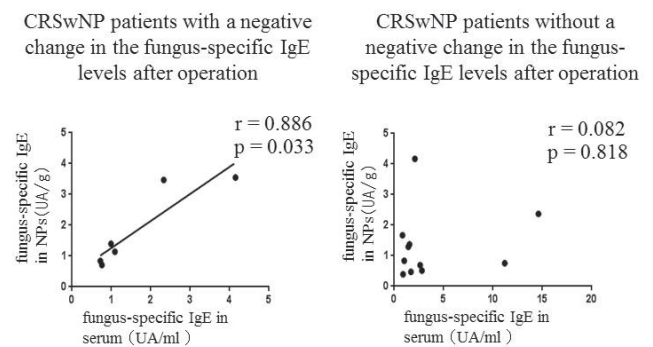 CRSwNP patients with a negative
change in the fungus-specific IgE
levels after operation
r = 0.886
p = 0.033
fungus-specific IgE
in NPs(UA/g)
5
4
3
2
1
0
0 1 2 3 4 5
fungus-specific IgE in
serum (UA/ml )
CRSwNP patients without a
negative change in the fungus-
specific IgE levels after operation
r = 0.082
p = 0.818
fungus-specific IgE
in NPs(UA/g)
5
4
3
2
1
0
0 5 10 15 20
fungus-specific IgE in
serum (UA/ml )